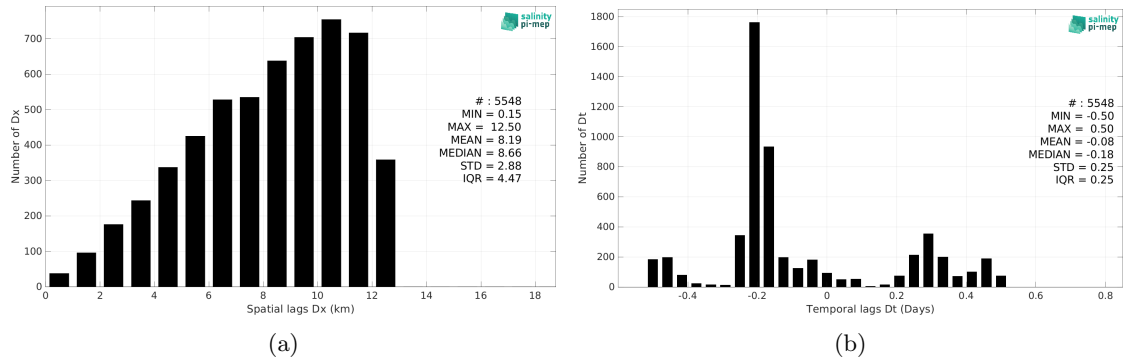 salinity
pi-mep
700
600
500
400
300
200
100
0
Number of Dx
# : 5548
MIN = 0.15
MAX = 12.50
MEAN = 8.19
MEDIAN = 8.66
STD = 2.88
IQR = 4.47
0 2 4 6 8 10 12 14 16 18
Spatial lags Dx (km)
(a)
salinity
pi-mep
1800
1600
1400
1200
1000
800
600
400
200
0
Number of Dt
# : 5548
MIN = -0.50
MAX = 0.50
MEAN = -0.08
MEDIAN = -0.18
STD = 0.25
IQR = 0.25
-0.4 -0.2 0 0.2 0.4 0.6 0.8
Temporal lags Dt (Days)
(b)